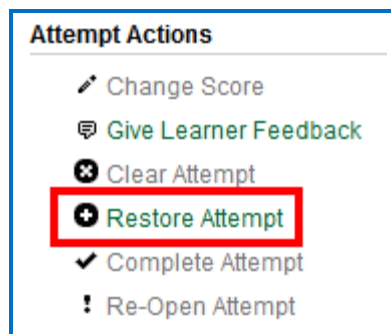 Attempt Actions
Change Score
Give Learner Feedback
Clear Attempt
Restore Attempt
Complete Attempt
Re-Open Attempt